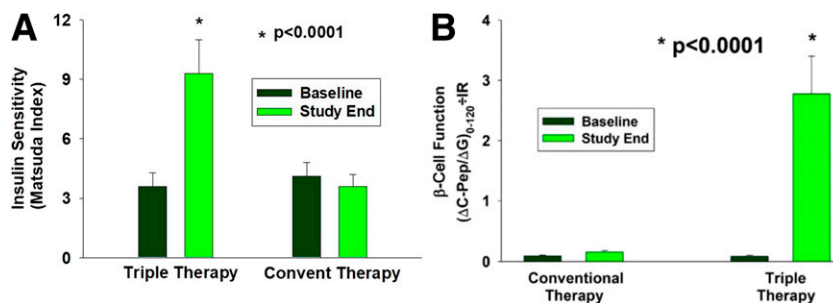 A
Insulin Sensitivity
(Matsuda Index)
12
9
6
3
0
*
* p<0.0001
Baseline
Study End
Triple Therapy
Convent Therapy
B
β-Cell Function
(ΔC-Pep/ΔG)0-120÷IR
4
3
2
1
0
* p<0.0001
*
Baseline
Study End
Conventional
Therapy
Triple
Therapy